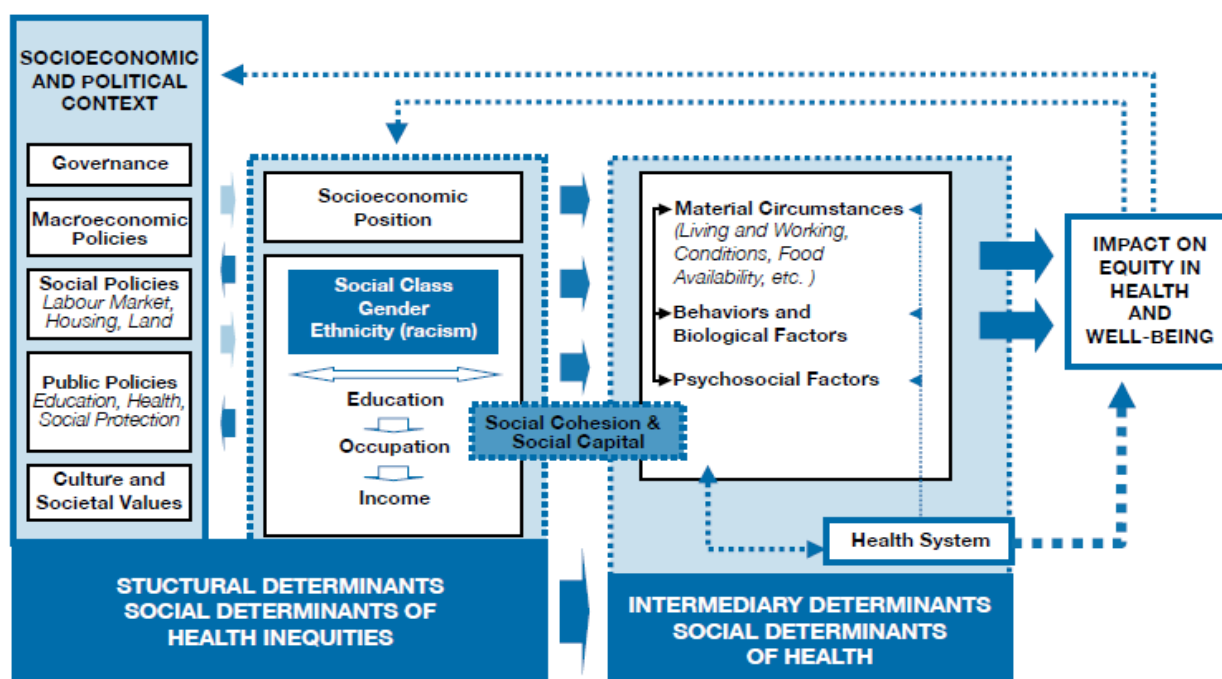 SOCIOECONOMIC
AND POLITICAL
CONTEXT
Governance
Macroeconomic
Policies
Social Policies
Labour Market,
Housing, Land
Public Policies
Education, Health,
Social Protection
Culture and
Societal Values
Socioeconomic
Position
Social Class
Gender
Ethnicity (racism)
Education
Occupation
Income
Social Cohesion &
Social Capital
Material Circumstances
(Living and Working,
Conditions, Food
Availability, etc. )
Behaviors and
Biological Factors
Psychosocial Factors
Health System
IMPACT ON
EQUITY IN
HEALTH
AND
WELL-BEING
STUCTURAL DETERMINANTS
SOCIAL DETERMINANTS OF
HEALTH INEQUITIES
INTERMEDIARY DETERMINANTS
SOCIAL DETERMINANTS
OF HEALTH